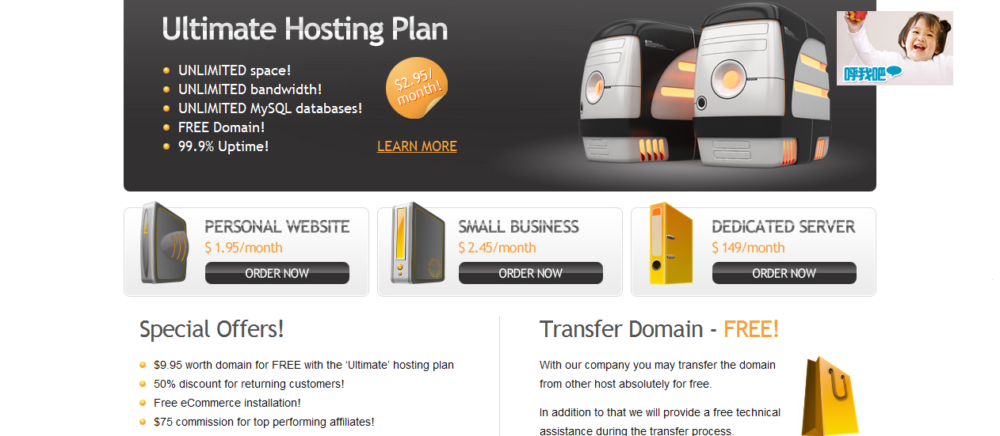 Ultimate Hosting Plan
UNLIMITED space!
UNLIMITED bandwidth!
UNLIMITED MySQL databases!
FREE Domain!
99.9% Uptime!
$2.95/
month!
LEARN MORE
呼我吧
PERSONAL WEBSITE
$ 1.95/month
ORDER NOW
SMALL BUSINESS
$ 2.45/month
ORDER NOW
DEDICATED SERVER
$ 149/month
ORDER NOW
Special Offers!
$9.95 worth domain for FREE with the ‘Ultimate’ hosting plan
50% discount for returning customers!
Free eCommerce installation!
$75 commission for top performing affiliates!
Transfer Domain - FREE!
With our company you may transfer the domain
from other host absolutely for free.
In addition to that we will provide a free technical
assistance during the transfer process.